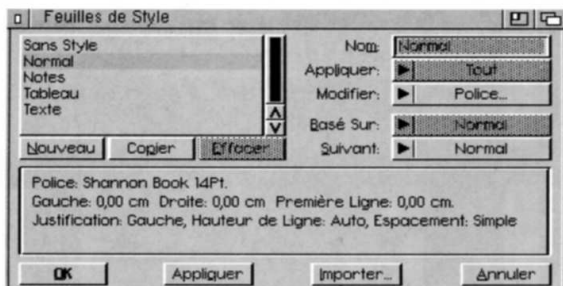 Feuilles de Style
Sans Style
Normal
Notes
Tableau
Texte
Nouveau Copier Effacer
Nom: Normal
Appliquer: Tout
Modifier: Police...
Basé Sur: Normal
Suivant: Normal
Police: Shannon Book 14Pt.
Gauche: 0,00 cm Droite: 0,00 cm Première Ligne: 0,00 cm.
Justification: Gauche, Hauteur de Ligne: Auto, Espacement: Simple
OK Appliquer Importer... Annuler